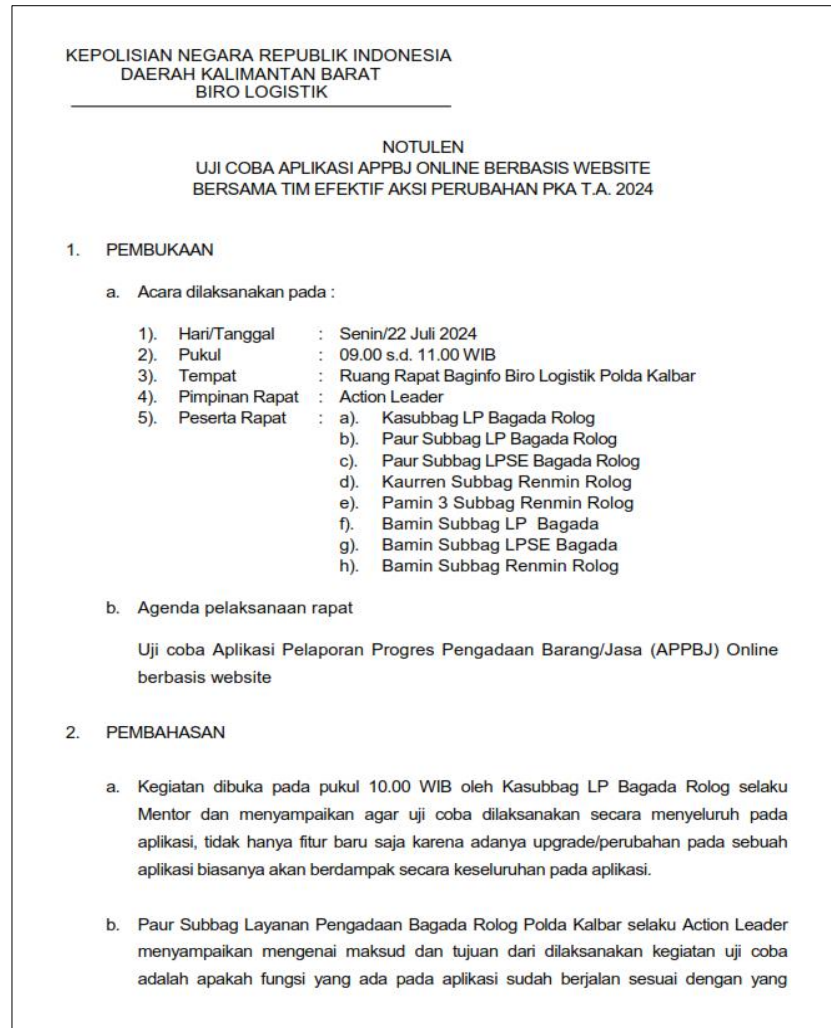 KEPOLISIAN NEGARA REPUBLIK INDONESIA
DAERAH KALIMANTAN BARAT
BIRO LOGISTIK
NOTULEN
UJI COBA APLIKASI APPBJ ONLINE BERBASIS WEBSITE
BERSAMA TIM EFEKTIF AKSI PERUBAHAN PKA T.A. 2024
1. PEMBUKAAN
a. Acara dilaksanakan pada :
1). Hari/Tanggal : Senin/22 Juli 2024
2). Pukul : 09.00 s.d. 11.00 WIB
3). Tempat : Ruang Rapat Baginfo Biro Logistik Polda Kalbar
4). Pimpinan Rapat : Action Leader
5). Peserta Rapat : a). Kasubbag LP Bagada Rolog
b). Paur Subbag LP Bagada Rolog
c). Paur Subbag LPSE Bagada Rolog
d). Kaurren Subbag Renmin Rolog
e). Pamin 3 Subbag Renmin Rolog
f). Bamin Subbag LP Bagada
g). Bamin Subbag LPSE Bagada
h). Bamin Subbag Renmin Rolog
b. Agenda pelaksanaan rapat
Uji coba Aplikasi Pelaporan Progres Pengadaan Barang/Jasa (APPBJ) Online
berbasis website
2. PEMBAHASAN
a. Kegiatan dibuka pada pukul 10.00 WIB oleh Kasubbag LP Bagada Rolog selaku
Mentor dan menyampaikan agar uji coba dilaksanakan secara menyeluruh pada
aplikasi, tidak hanya fitur baru saja karena adanya upgrade/perubahan pada sebuah
aplikasi biasanya akan berdampak secara keseluruhan pada aplikasi.
b. Paur Subbag Layanan Pengadaan Bagada Rolog Polda Kalbar selaku Action Leader
menyampaikan mengenai maksud dan tujuan dari dilaksanakan kegiatan uji coba
adalah apakah fungsi yang ada pada aplikasi sudah berjalan sesuai dengan yang